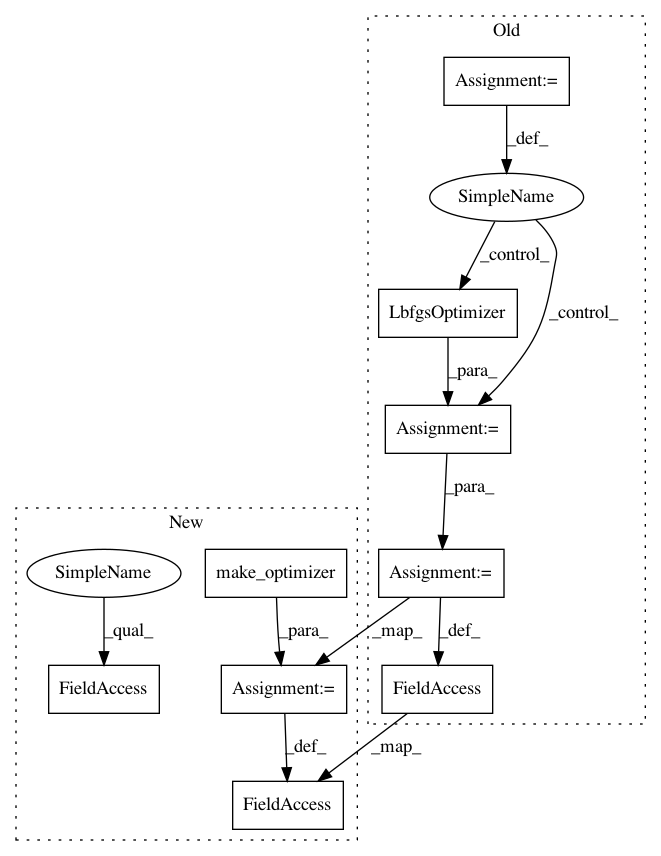 Old
Assignment:=
_def_
SimpleName
_control_
LbfgsOptimizer
_control_
_para_
Assignment:=
_para_
New
SimpleName
make_optimizer
Assignment:=
_qual_
_para_
_map_
_def_
FieldAccess
Assignment:=
FieldAccess
_def_
_map_
FieldAccess